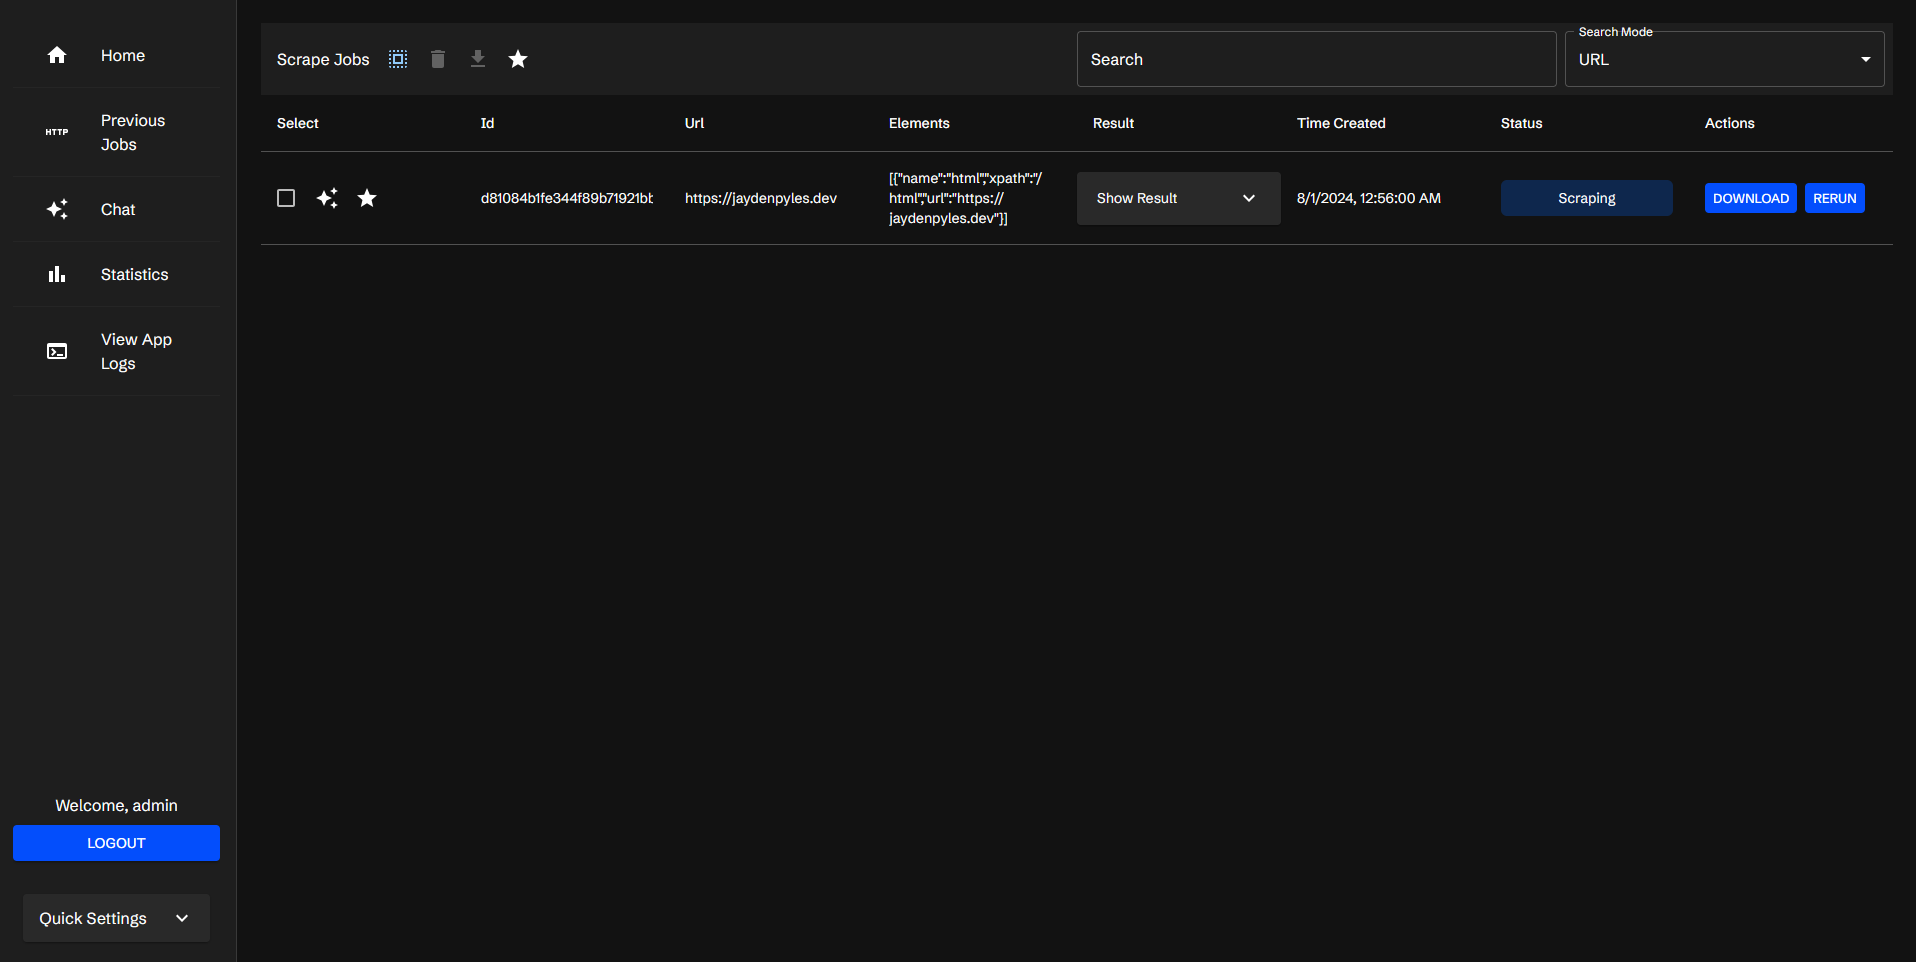 Home
HTTP
Previous
Jobs
Chat
Statistics
View App
Logs
Welcome, admin
LOGOUT
Quick Settings
Scrape Jobs
Search
Search Mode
URL
Select
Id
Url
Elements
Result
Time Created
Status
Actions
d81084b1fe344f89b71921bb
https://jaydenpyles.dev
[{"name":"html","xpath":"/
html","url":"https://
jaydenpyles.dev"}]
Show Result
8/1/2024, 12:56:00 AM
Scraping
DOWNLOAD
RERUN